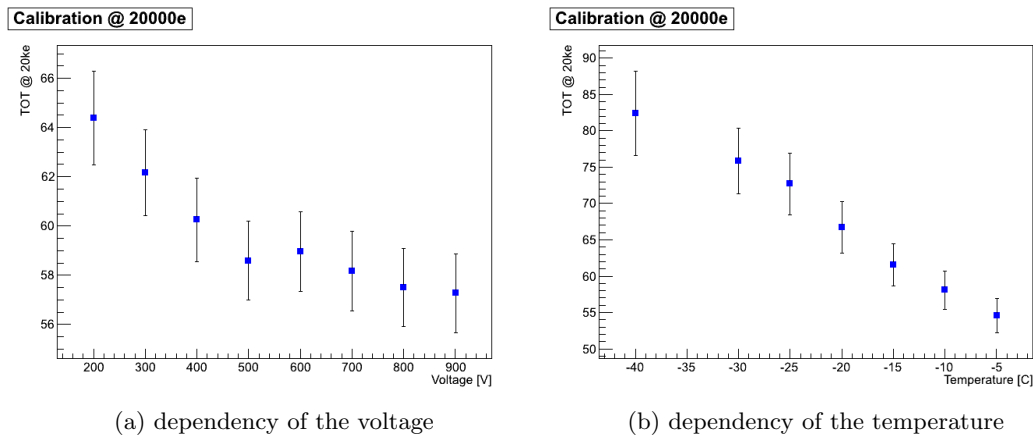 Calibration @ 20000e
TOT @ 20ke
66
64
62
60
58
56
200 300 400 500 600 700 800 900
Voltage [V]
(a) dependency of the voltage
Calibration @ 20000e
TOT @ 20ke
90
85
80
75
70
65
60
55
50
-40 -35 -30 -25 -20 -15 -10 -5
Temperature [C]
(b) dependency of the temperature